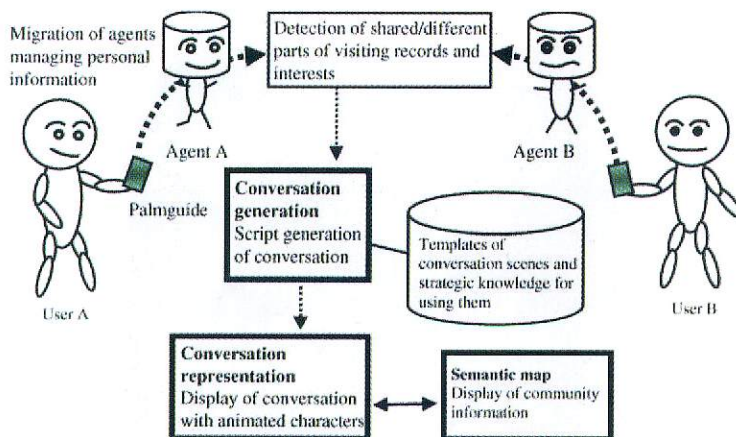 Migration of agents
managing personal
information
Detection of shared/different
parts of visiting records and
interests
Agent A
Agent B
Palmguide
User A
User B
Conversation
generation
Script generation
of conversation
Templates of
conversation scenes and
strategic knowledge for
using them
Conversation
representation
Display of conversation
with animated characters
Semantic map
Display of community
information